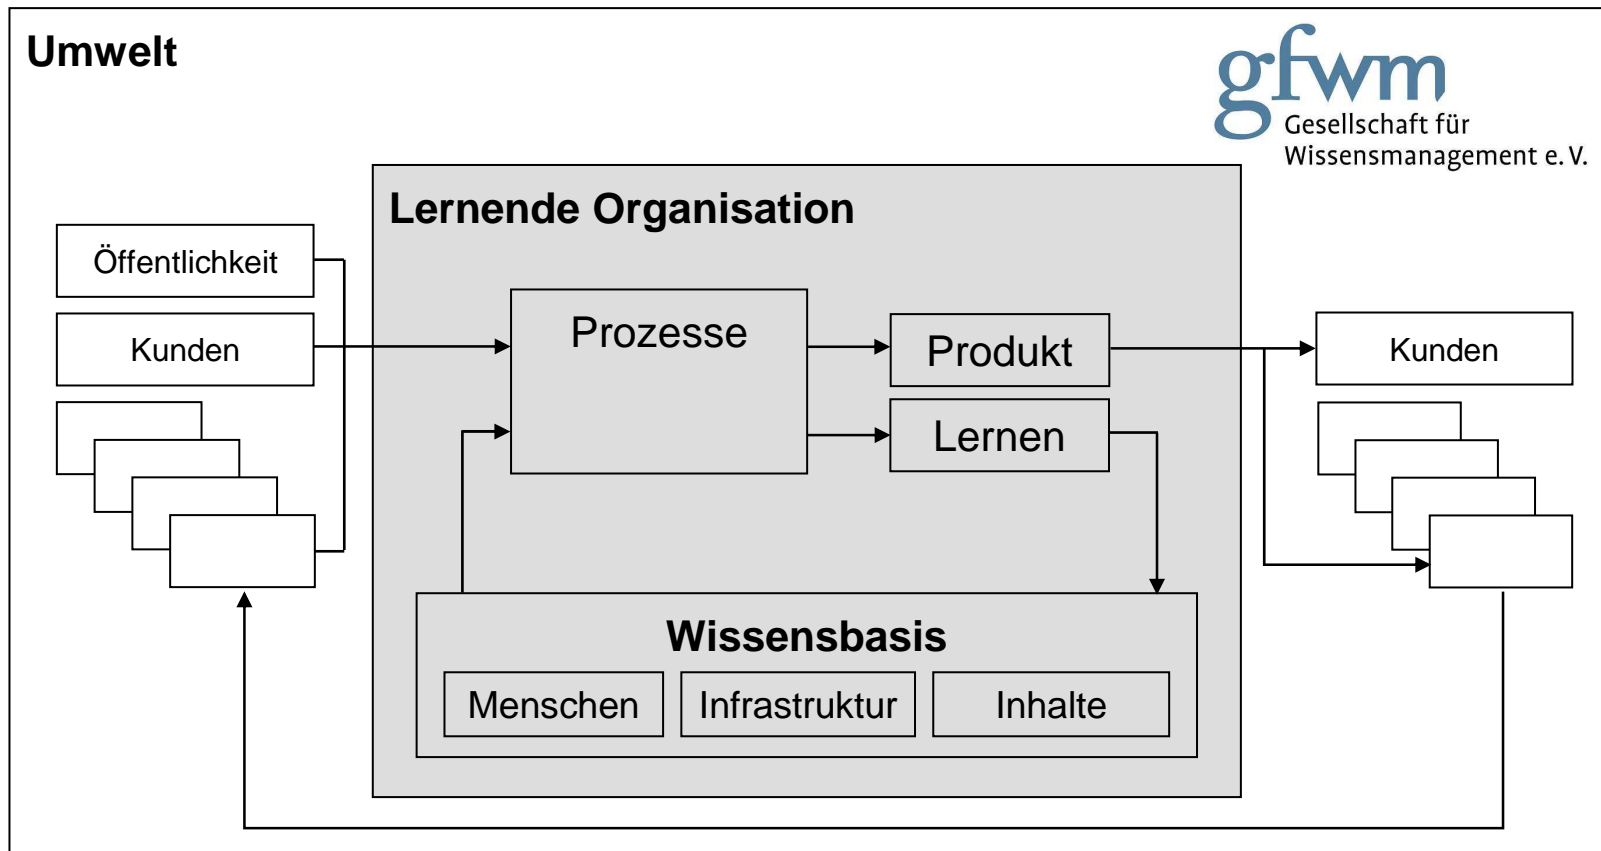 Umwelt
gfwm
Gesellschaft für
Wissensmanagement e. V.
Lernende Organisation
Öffentlichkeit
Kunden
Prozesse
Produkt
Lernen
Kunden
Wissensbasis
Menschen
Infrastruktur
Inhalte